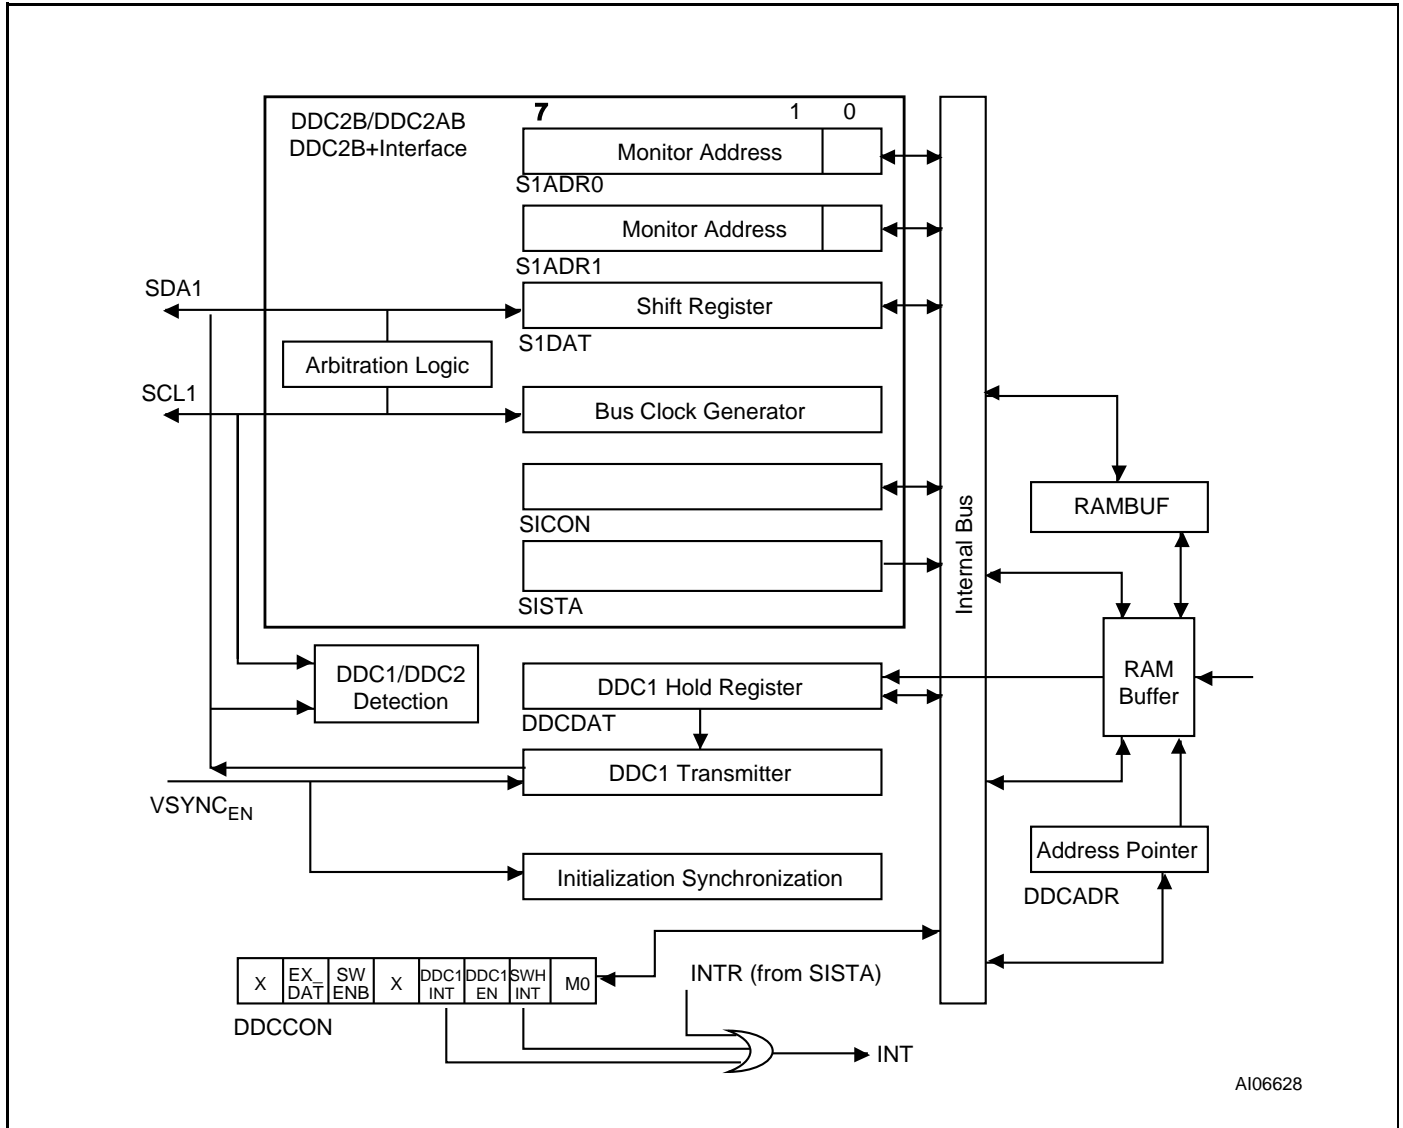 7 1 0
DDC2B/DDC2AB
DDC2B+Interface
Monitor Address
S1ADR0
Monitor Address
S1ADR1
SDA1
Shift Register
S1DAT
Arbitration Logic
SCL1
Bus Clock Generator
SICON
SISTA
Internal Bus
RAMBUF
RAM
Buffer
DDC1/DDC2
Detection
DDC1 Hold Register
DDCDAT
DDC1 Transmitter
VSYNCEN
Initialization Synchronization
Address Pointer
DDCADR
X
EX_
DAT
SW
ENB
X
DDC1
INT
DDC1
EN
SWH
INT
M0
DDCCON
INTR (from SISTA)
INT
AI06628